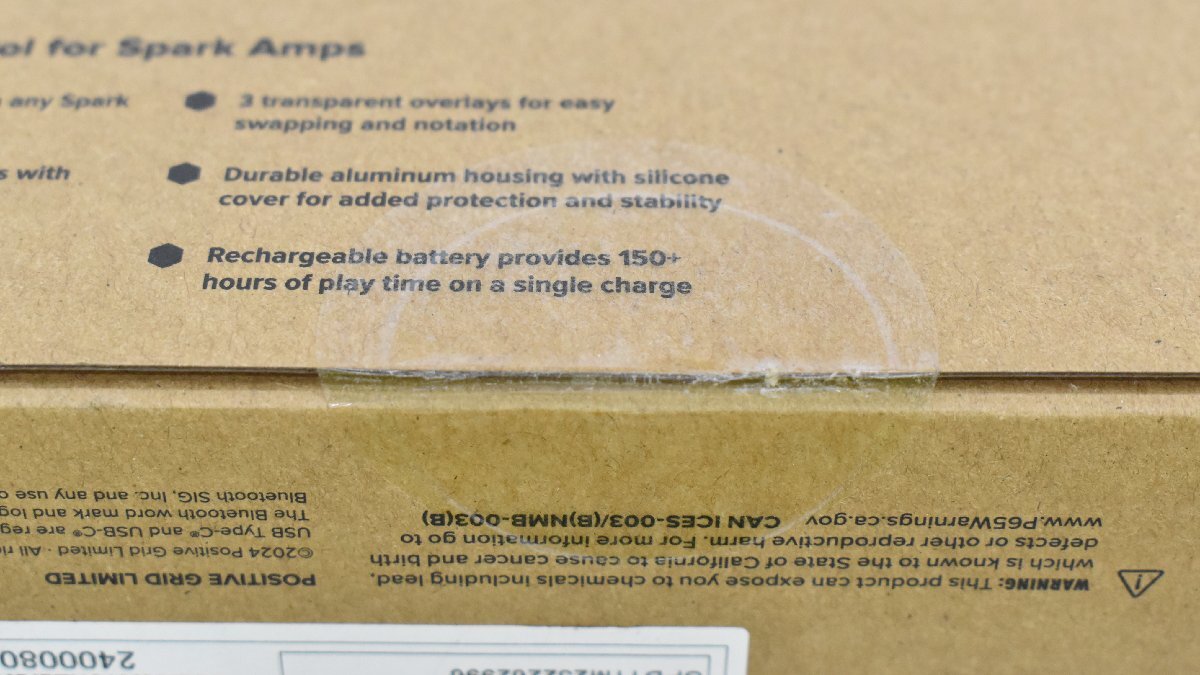 ol for Spark Amps
any Spark
s with
3 transparent overlays for easy
swapping and notation
Durable aluminum housing with silicone
cover for added protection and stability
Rechargeable battery provides 150+
hours of play time on a single charge
WARNING: This product can expose you to chemicals including lead,
which is known to the State of California to cause cancer and birth
defects or other reproductive harm. For more information go to
www.P65Warnings.ca.gov CAN ICES-003/(B)NMB-003(B)
POSITIVE GRID LIMITED
©2024 Positive Grid Limited · All ri
USB Type-C® and USB-C® are reg
The Bluetooth word mark and log
Bluetooth SIG, Inc. and any use o
2400080